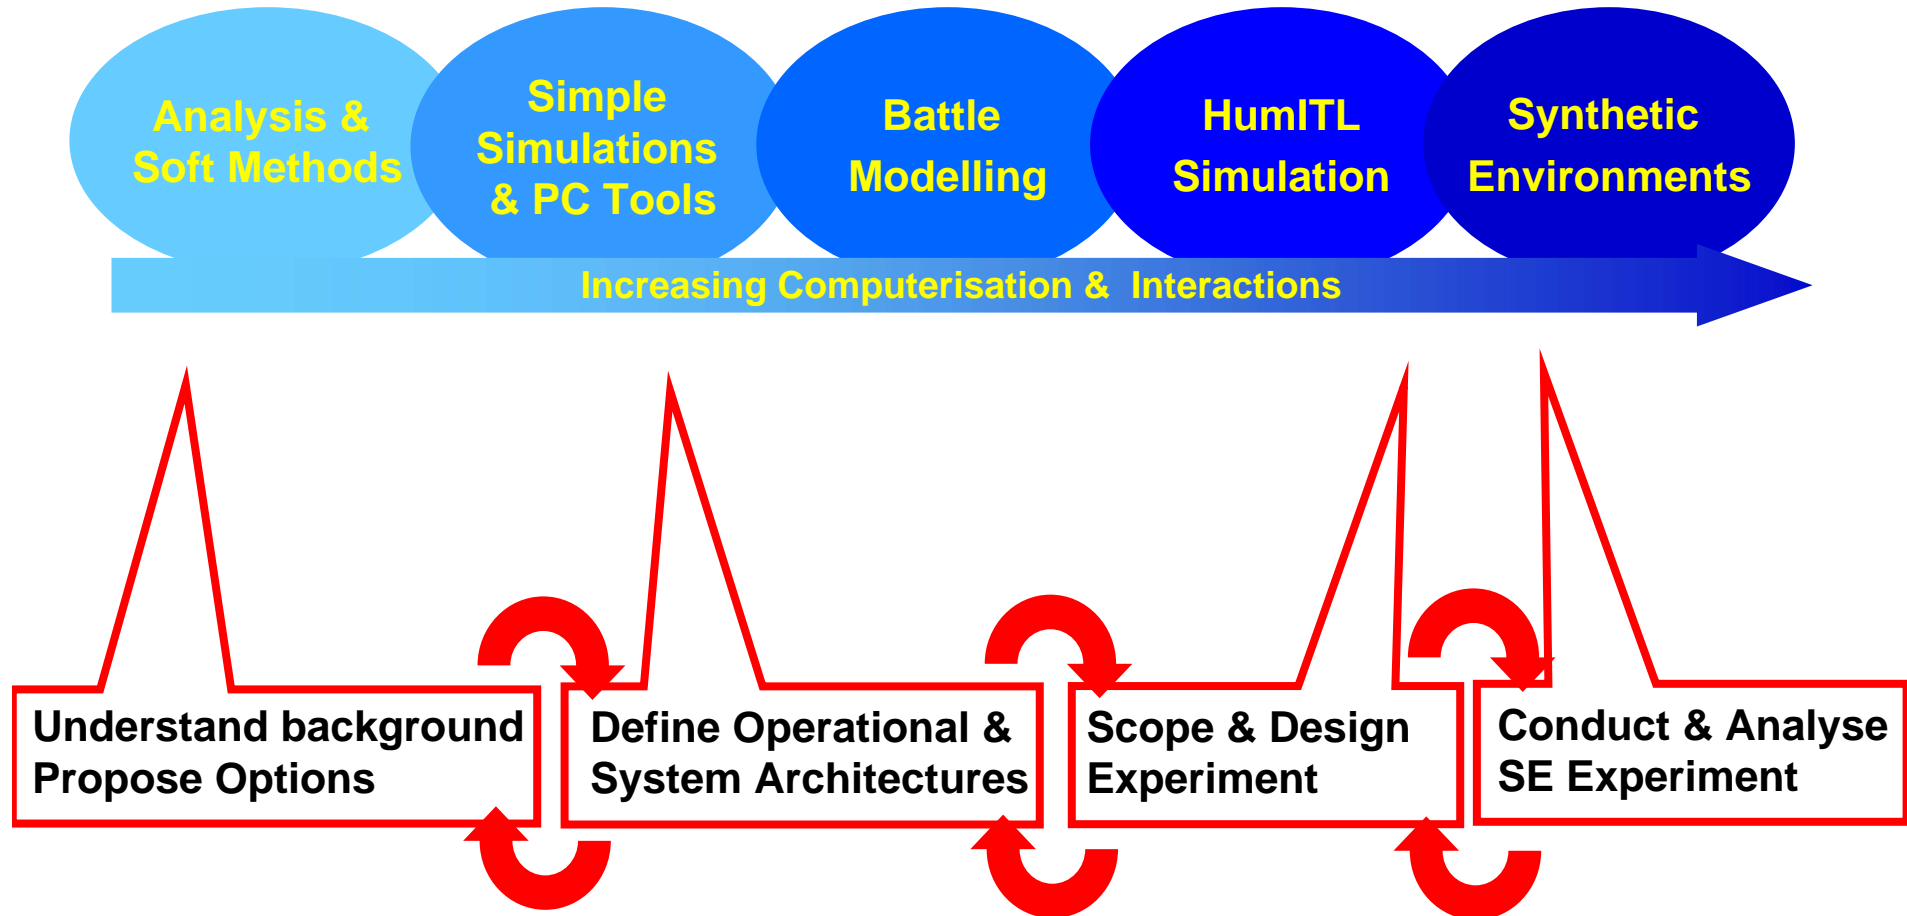 Analysis &
Soft Methods
Simple
Simulations
& PC Tools
Battle
Modelling
HumITL
Simulation
Synthetic
Environments
Increasing Computerisation & Interactions
Understand background
Propose Options
Define Operational &
System Architectures
Scope & Design
Experiment
Conduct & Analyse
SE Experiment